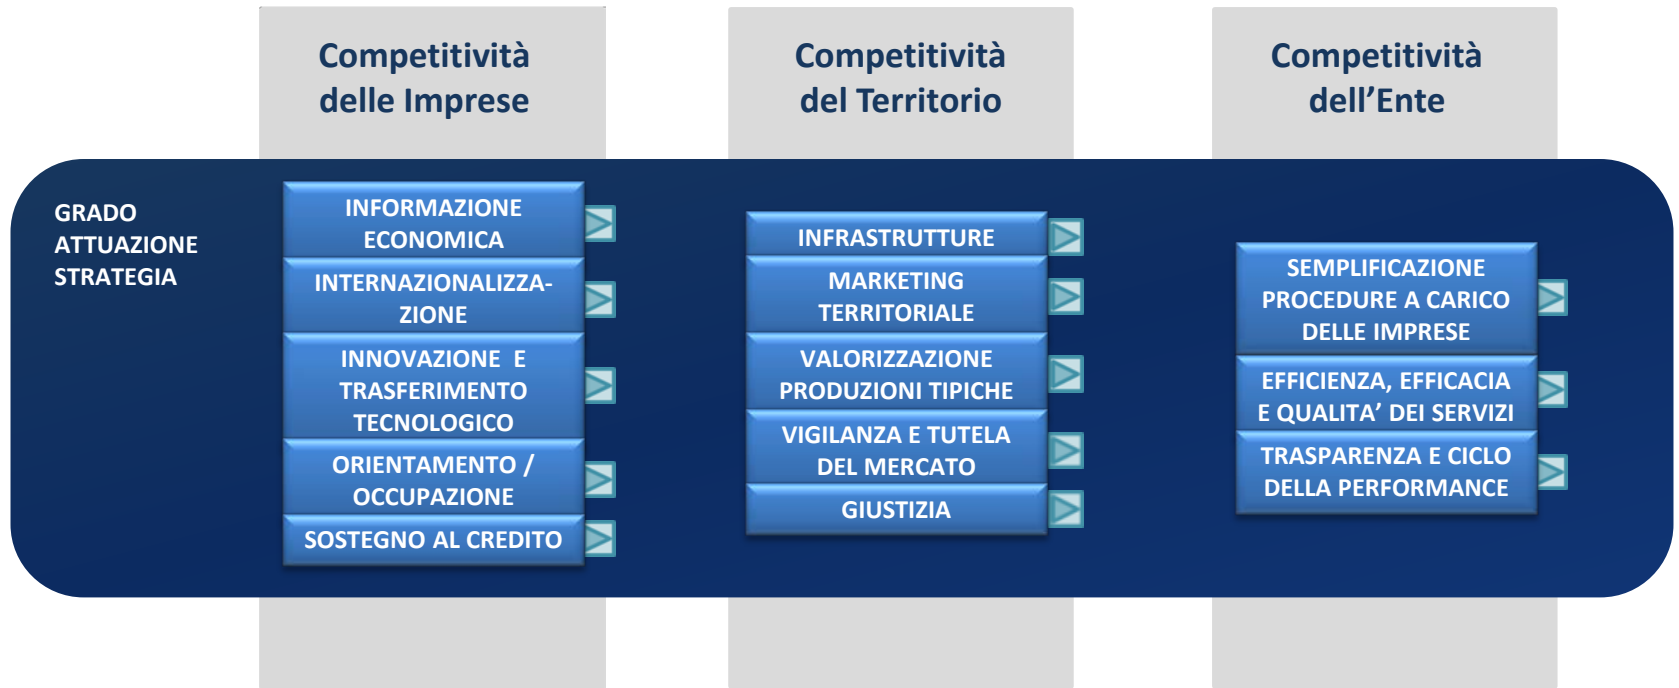 Competitività
delle Imprese
Competitività
del Territorio
Competitività
dell’Ente
GRADO
ATTUAZIONE
STRATEGIA
INFORMAZIONE
ECONOMICA
INTERNAZIONALIZZA-
ZIONE
INNOVAZIONE E
TRASFERIMENTO
TECNOLOGICO
ORIENTAMENTO /
OCCUPAZIONE
SOSTEGNO AL CREDITO
INFRASTRUTTURE
MARKETING
TERRITORIALE
VALORIZZAZIONE
PRODUZIONI TIPICHE
VIGILANZA E TUTELA
DEL MERCATO
GIUSTIZIA
SEMPLIFICAZIONE
PROCEDURE A CARICO
DELLE IMPRESE
EFFICIENZA, EFFICACIA
E QUALITA’ DEI SERVIZI
TRASPARENZA E CICLO
DELLA PERFORMANCE